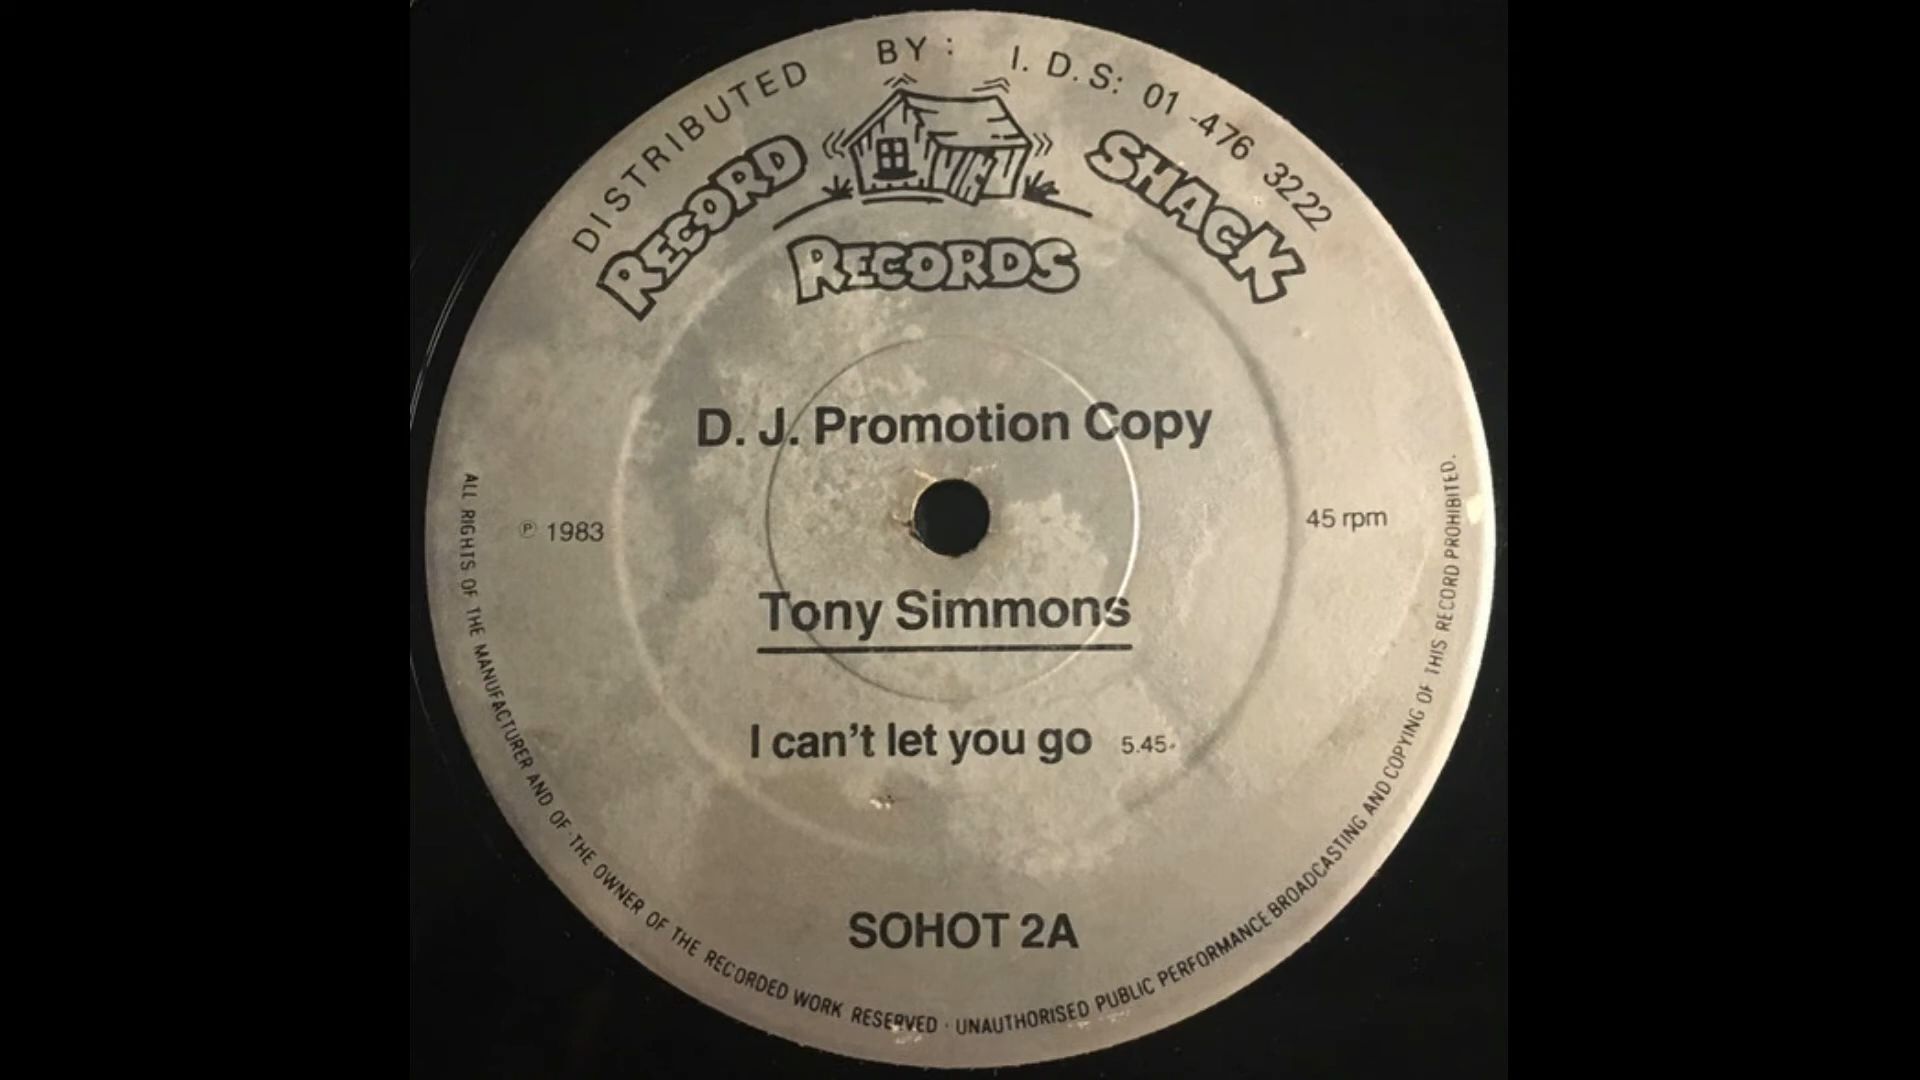 DISTRIBUTED BY: I. D. S: 01 -476 3222
RECORD SHACK
RECORDS
D. J. Promotion Copy
℗ 1983
45 rpm
Tony Simmons
I can't let you go 5.45
SOHOT 2A
ALL RIGHTS OF THE MANUFACTURER AND OF THE OWNER OF THE RECORDED WORK RESERVED · UNAUTHORISED PUBLIC PERFORMANCE BROADCASTING AND COPYING OF THIS RECORD PROHIBITED.